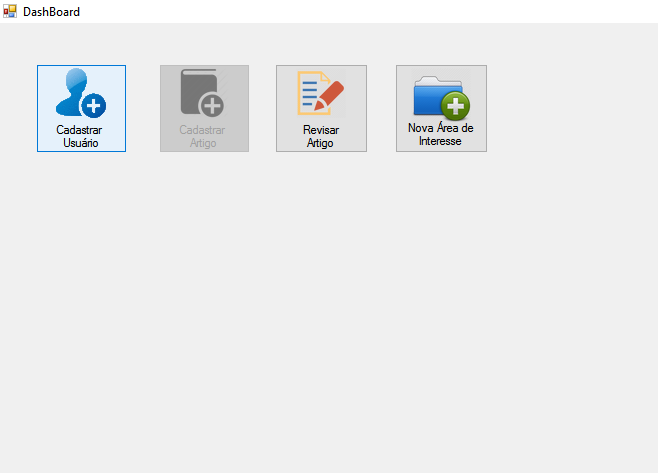 DashBoard
Cadastrar
Usuário
Cadastrar
Artigo
Revisar
Artigo
Nova Área de
Interesse